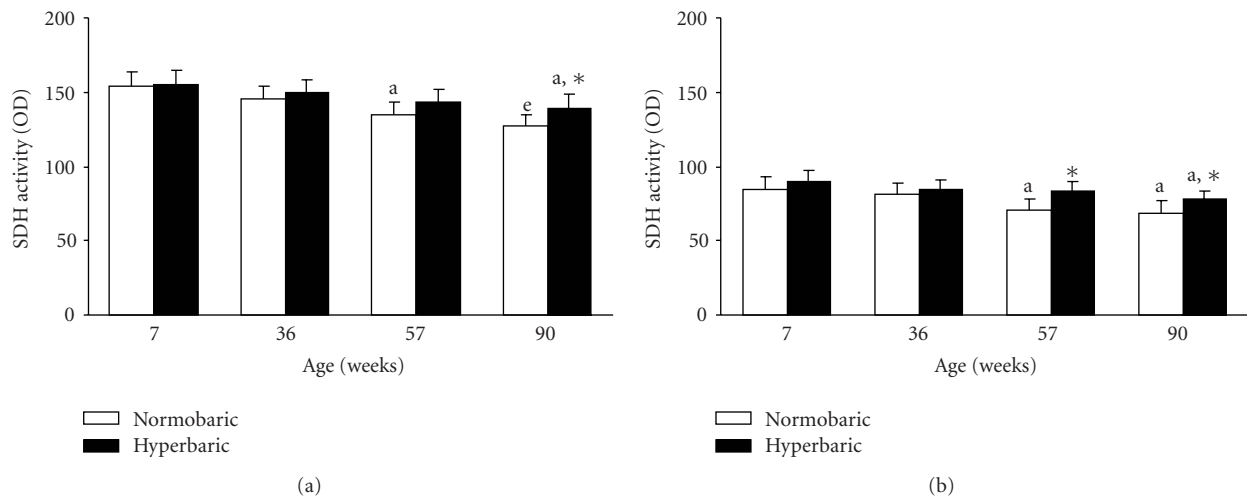 200
150
100
50
0
SDH activity (OD)
a
e
a, *
7 36 57 90
Age (weeks)
Normobaric
Hyperbaric
(a)
200
150
100
50
0
SDH activity (OD)
a
*
a
a, *
7 36 57 90
Age (weeks)
Normobaric
Hyperbaric
(b)